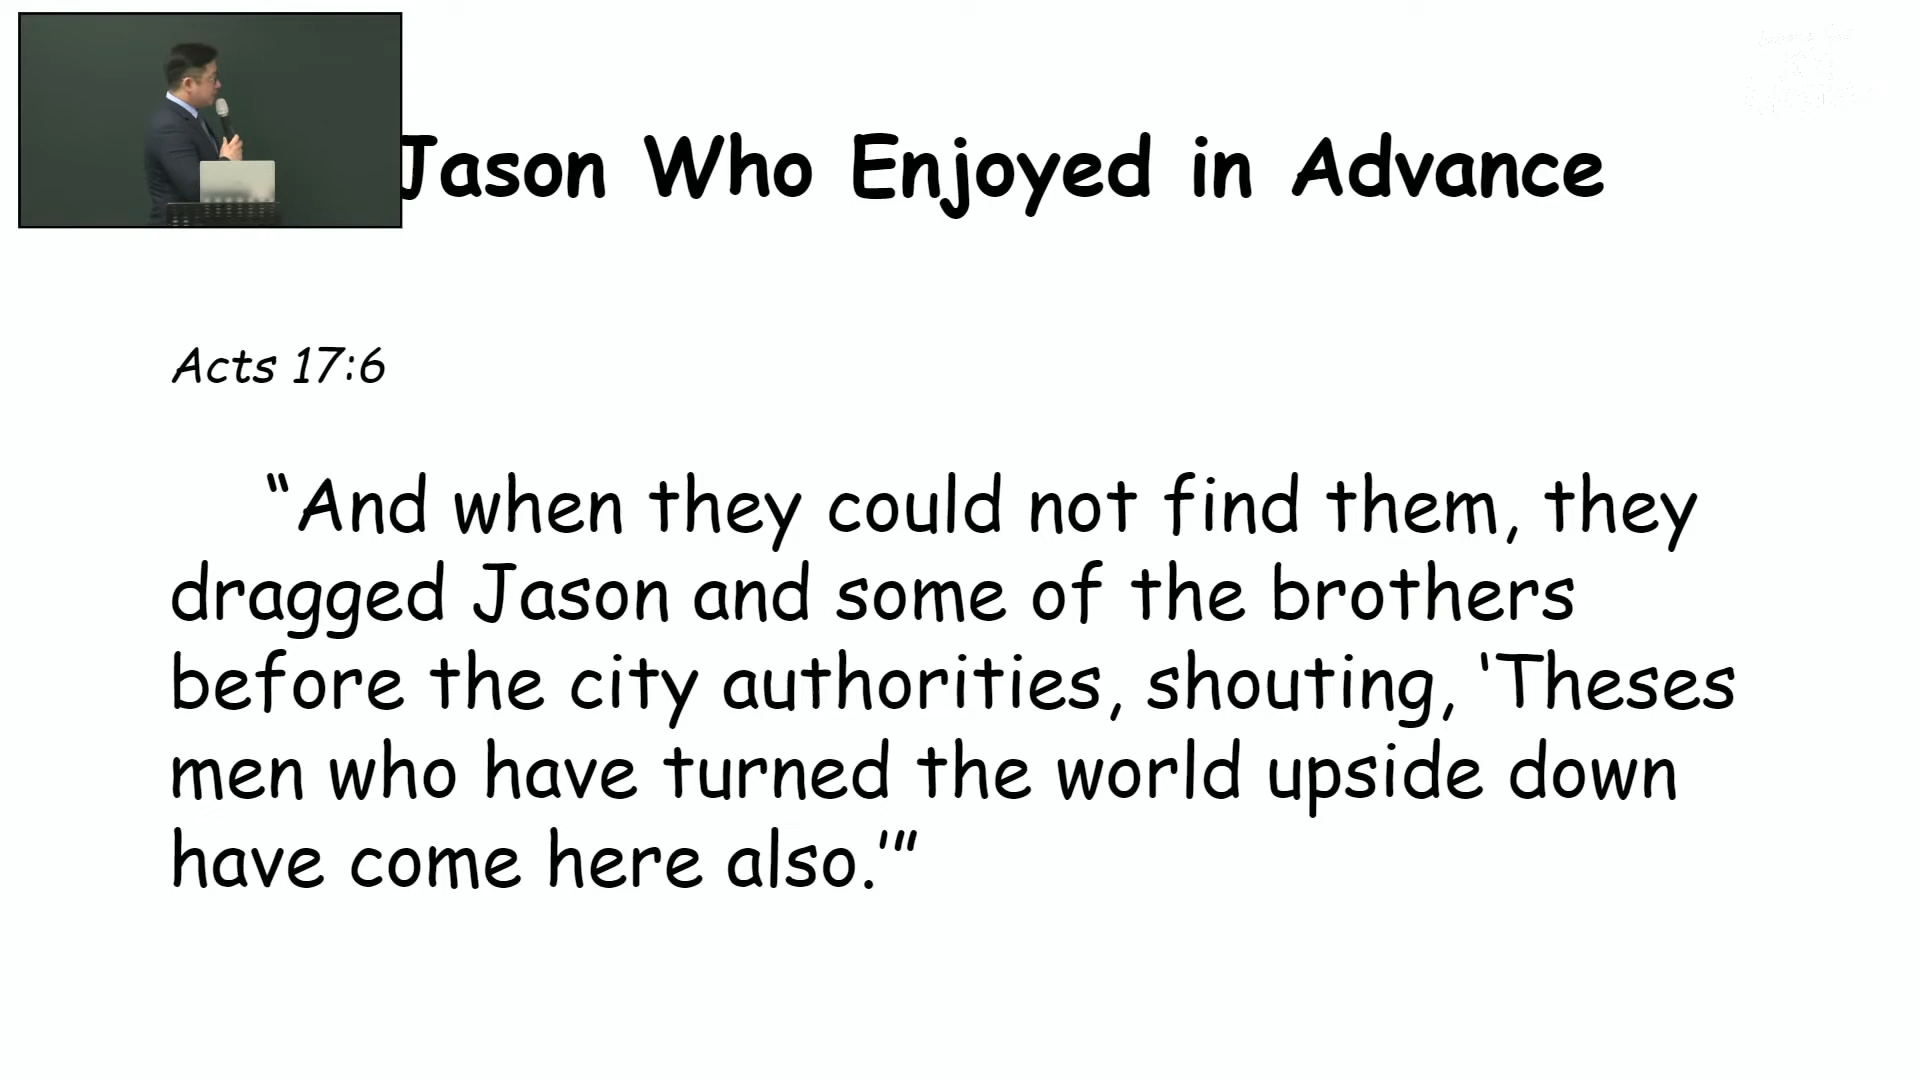 Jason Who Enjoyed in Advance
Acts 17:6
“And when they could not find them, they
dragged Jason and some of the brothers
before the city authorities, shouting, ‘Theses
men who have turned the world upside down
have come here also.’”